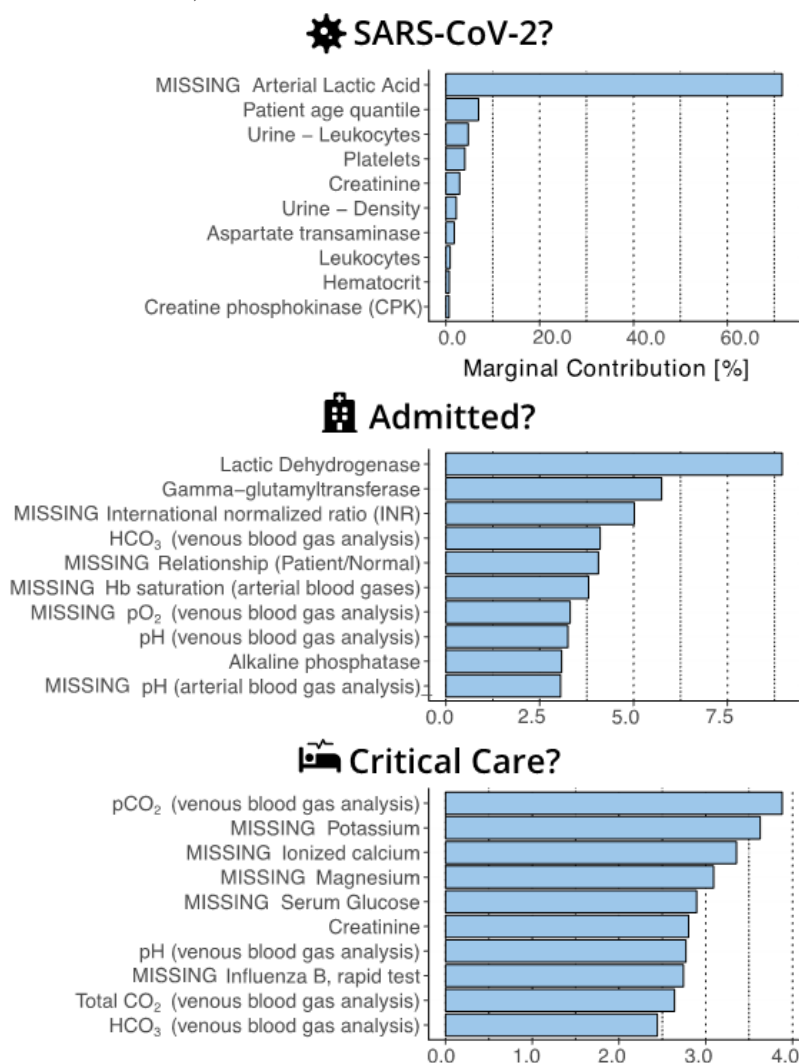 SARS-CoV-2?
MISSING Arterial Lactic Acid
Patient age quantile
Urine – Leukocytes
Platelets
Creatinine
Urine – Density
Aspartate transaminase
Leukocytes
Hematocrit
Creatine phosphokinase (CPK)
0.0 20.0 40.0 60.0
Marginal Contribution [%]
Admitted?
Lactic Dehydrogenase
Gamma–glutamyltransferase
MISSING International normalized ratio (INR)
HCO₃ (venous blood gas analysis)
MISSING Relationship (Patient/Normal)
MISSING Hb saturation (arterial blood gases)
MISSING pO₂ (venous blood gas analysis)
pH (venous blood gas analysis)
Alkaline phosphatase
MISSING pH (arterial blood gas analysis)
0.0 2.5 5.0 7.5
Critical Care?
pCO₂ (venous blood gas analysis)
MISSING Potassium
MISSING Ionized calcium
MISSING Magnesium
MISSING Serum Glucose
Creatinine
pH (venous blood gas analysis)
MISSING Influenza B, rapid test
Total CO₂ (venous blood gas analysis)
HCO₃ (venous blood gas analysis)
0.0 1.0 2.0 3.0 4.0